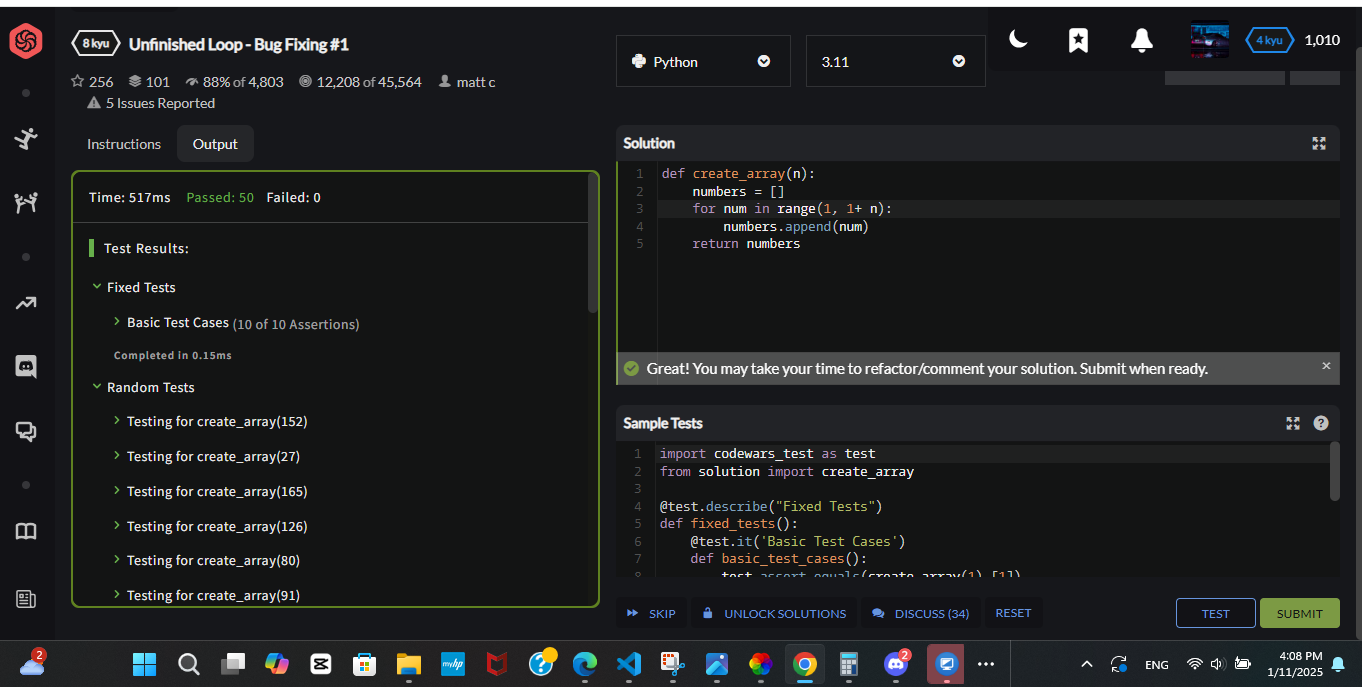 8 kyu Unfinished Loop - Bug Fixing #1
256 101 88% of 4,803 12,208 of 45,564 matt c
5 Issues Reported
Instructions Output
Time: 517ms Passed: 50 Failed: 0
Test Results:
Fixed Tests
Basic Test Cases (10 of 10 Assertions)
Completed in 0.15ms
Random Tests
Testing for create_array(152)
Testing for create_array(27)
Testing for create_array(165)
Testing for create_array(126)
Testing for create_array(80)
Testing for create_array(91)
Python 3.11
4 kyu 1,010
Solution
1 def create_array(n):
2 numbers = []
3 for num in range(1, 1+ n):
4 numbers.append(num)
5 return numbers
Great! You may take your time to refactor/comment your solution. Submit when ready. ×
Sample Tests
1 import codewars_test as test
2 from solution import create_array
3
4 @test.describe("Fixed Tests")
5 def fixed_tests():
6 @test.it('Basic Test Cases')
7 def basic_test_cases():
8 test.assert_equals(create_array(1),[1])
SKIP UNLOCK SOLUTIONS DISCUSS (34) RESET TEST SUBMIT
2 myhp 2 ENG 4:08 PM
1/11/2025